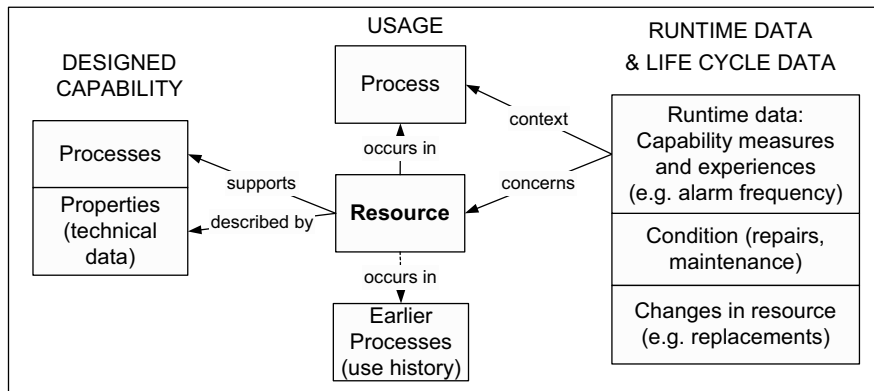 DESIGNED
CAPABILITY
Processes
Properties
(technical
data)
supports
described by
USAGE
Process
occurs in
Resource
occurs in
Earlier
Processes
(use history)
context
concerns
RUNTIME DATA
& LIFE CYCLE DATA
Runtime data:
Capability measures
and experiences
(e.g. alarm frequency)
Condition (repairs,
maintenance)
Changes in resource
(e.g. replacements)